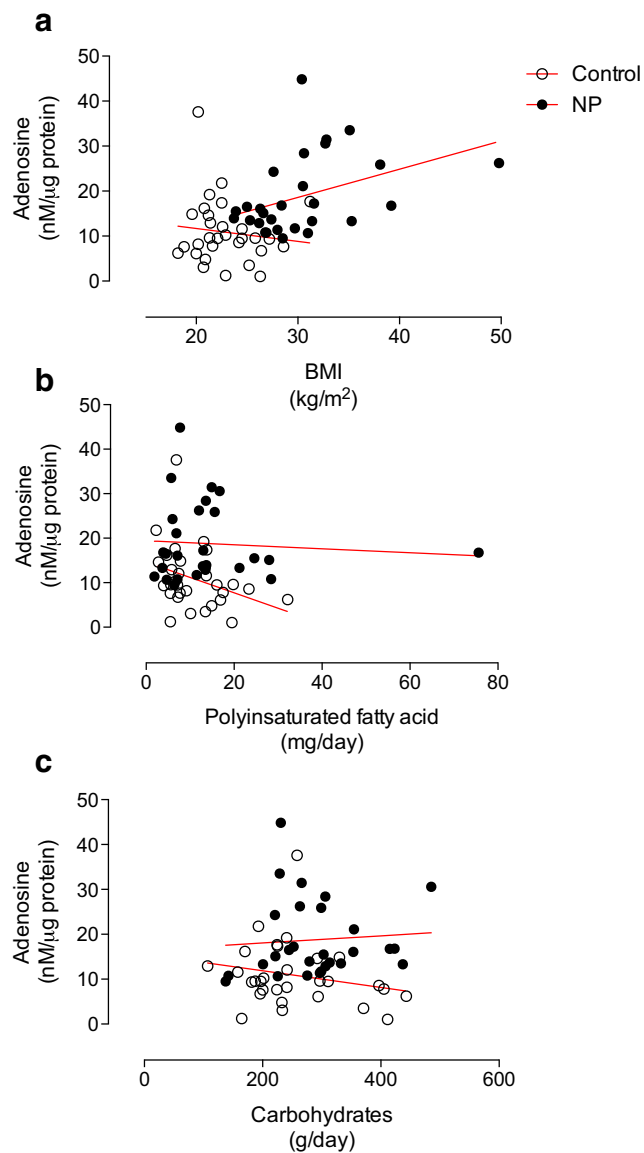 a
50
40
30
20
10
0
Adenosine
(nM/µg protein)
Control
NP
20
30
40
50
BMI
(kg/m2)
b
50
40
30
20
10
0
Adenosine
(nM/µg protein)
0
20
40
60
80
Polyinsaturated fatty acid
(mg/day)
c
50
40
30
20
10
0
Adenosine
(nM/µg protein)
0
200
400
600
Carbohydrates
(g/day)